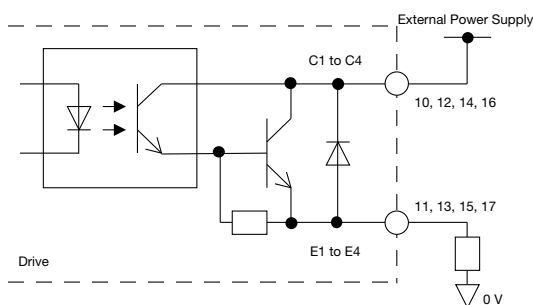 External Power Supply
C1 to C4
10, 12, 14, 16
11, 13, 15, 17
E1 to E4
Drive
0 V